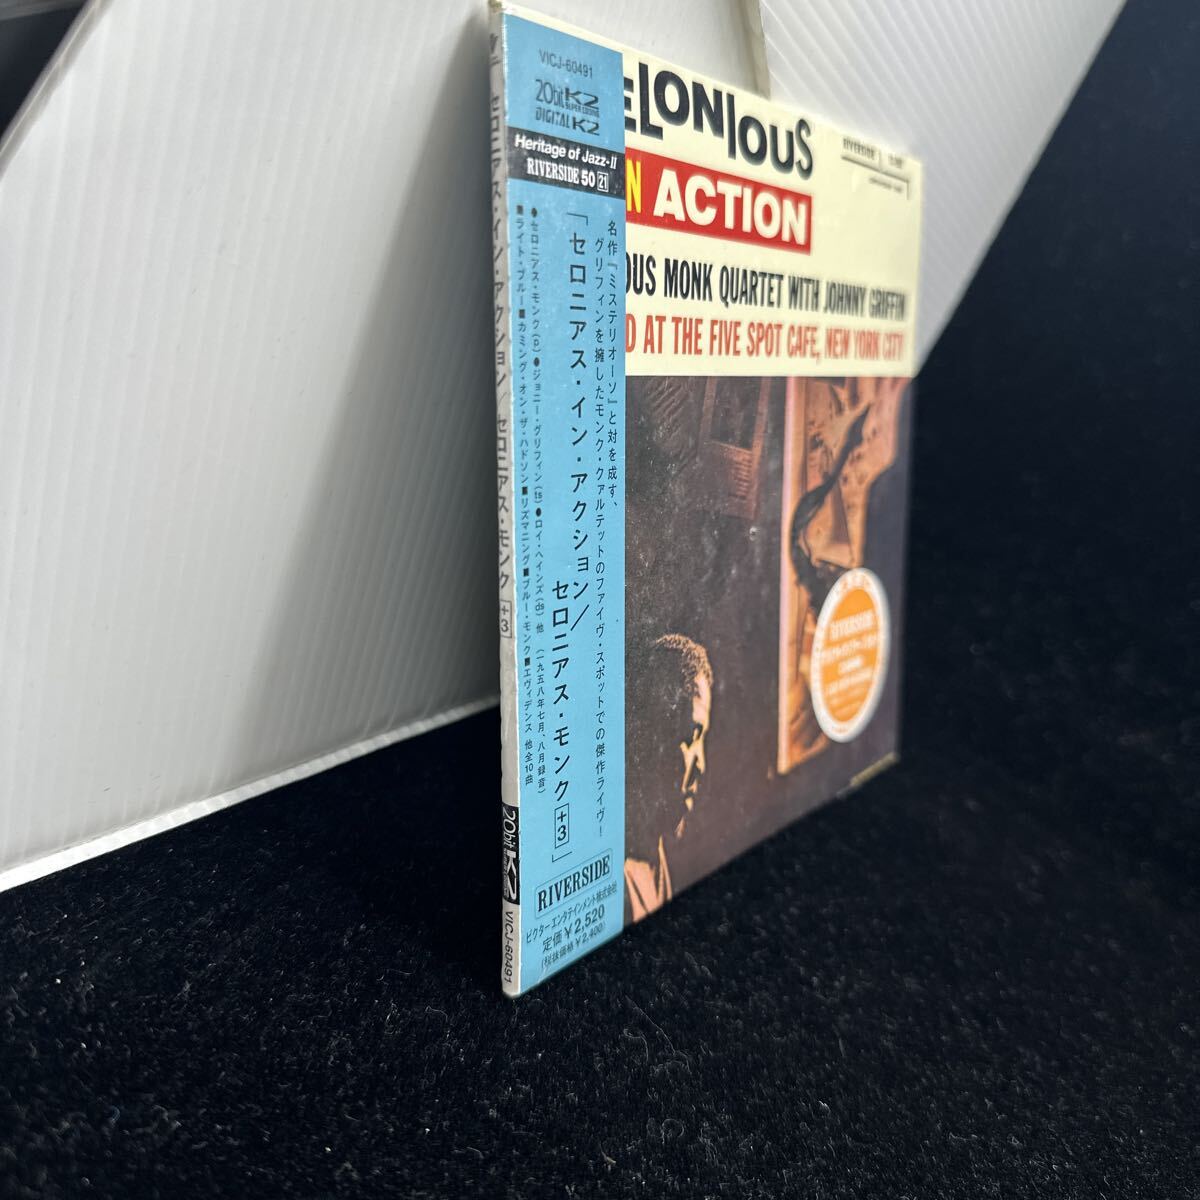 セロニアス・イン・アクション/セロニアス・モンク +3
20bit K2
VICJ-60491
VICJ-60491
20bit K2
SUPER CODING
DIGITAL K2
Heritage of Jazz-II
RIVERSIDE 50 21
名作『ミステリオーソ』と対を成す、
グリフィンを擁したモンク・クァルテットのファイヴ・スポットでの傑作ライヴ!
「セロニアス・イン・アクション/
セロニアス・モンク +3」
●セロニアス・モンク(p)●ジョニー・グリフィン(ts)●ロイ・ヘインズ(ds) 他 (一九五八年七月、八月録音)
■ライト・ブルー■カミング・オン・ザ・ハドソン■リズマニング■ブルー・モンク■エヴィデンス 他全10曲
RIVERSIDE
ビクターエンタテインメント株式会社
定価¥2,520
(税抜価格¥2,400)
ELONIOUS
N ACTION
OUS MONK QUARTET WITH JOHNNY GRIFFIN
D AT THE FIVE SPOT CAFE, NEW YORK CITY
RIVERSIDE
RIVERSIDE